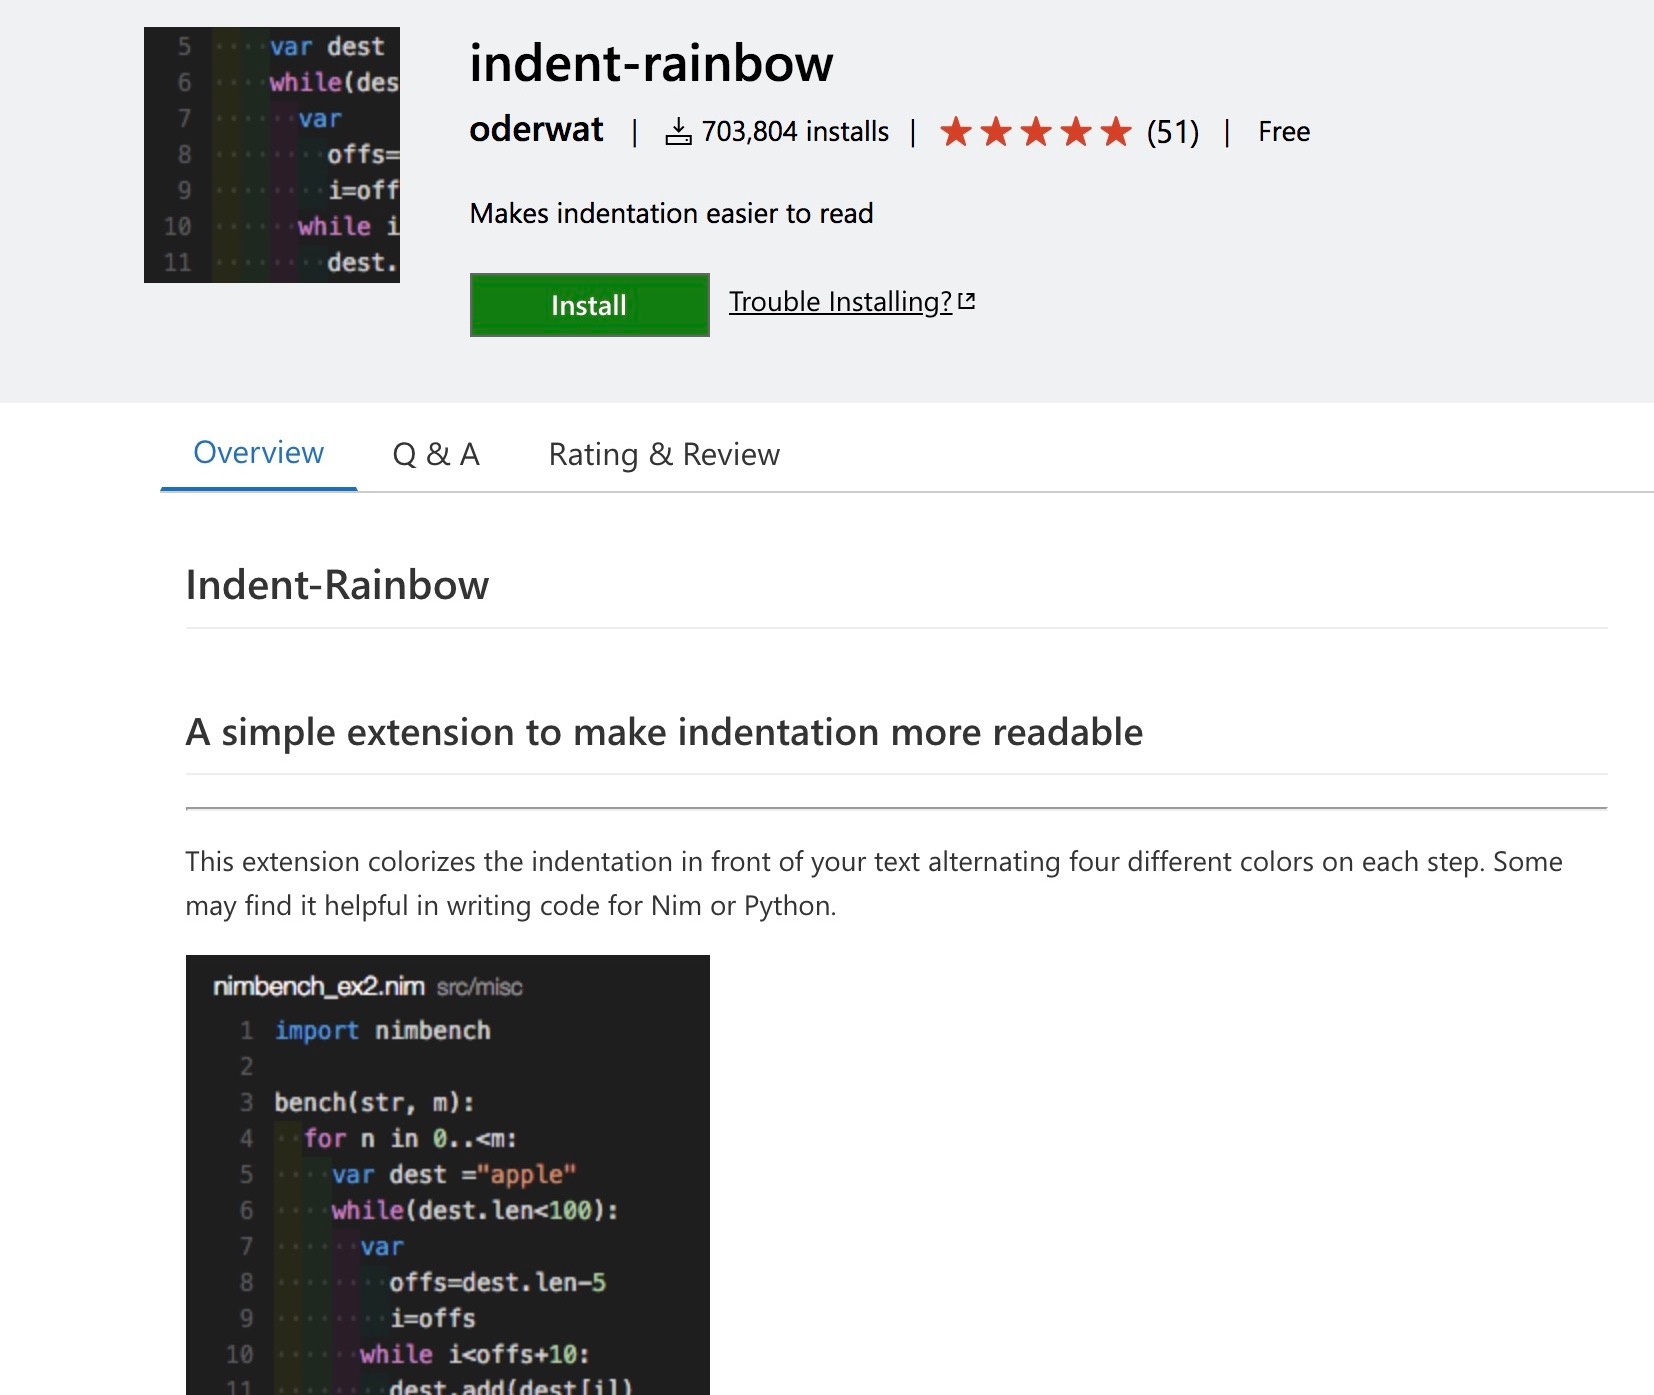 5 var dest
6 while(des
7 var
8 offs=
9 i=off
10 while i
11 dest.
indent-rainbow
oderwat | 703,804 installs | (51) | Free
Makes indentation easier to read
Install Trouble Installing?
Overview Q & A Rating & Review
Indent-Rainbow
A simple extension to make indentation more readable
This extension colorizes the indentation in front of your text alternating four different colors on each step. Some
may find it helpful in writing code for Nim or Python.
nimbench_ex2.nim src/misc
1 import nimbench
2
3 bench(str, m):
4 for n in 0..<m:
5 var dest ="apple"
6 while(dest.len<100):
7 var
8 offs=dest.len-5
9 i=offs
10 while i<offs+10:
11 dest.add(dest[i])